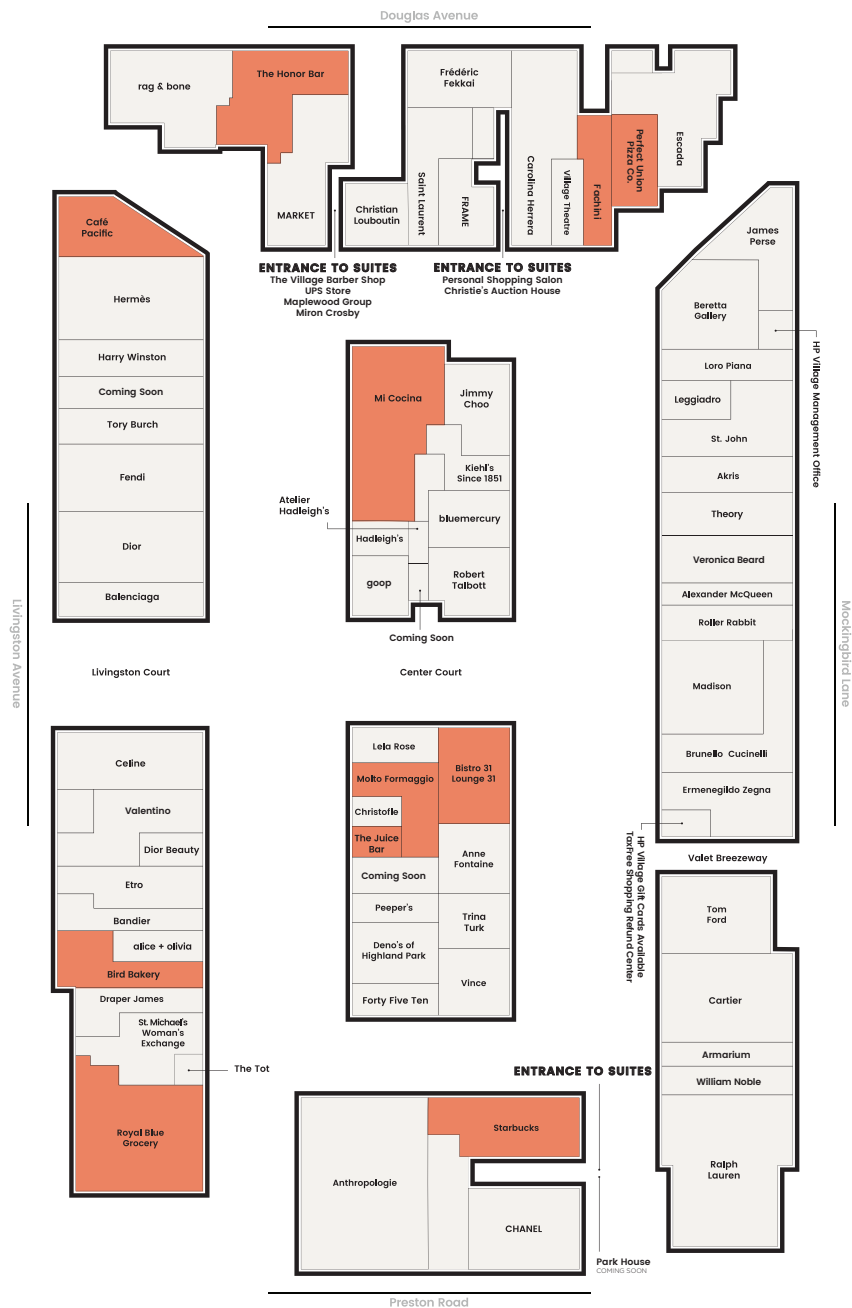 Douglas Avenue
rag & bone
The Honor Bar
MARKET
Frédéric
Fekkai
Christian
Louboutin
Saint Laurent
FRAME
Carolina Herrera
Village Theatre
Fachini
Perfect Union
Pizza Co.
Escada
ENTRANCE TO SUITES
The Village Barber Shop
UPS Store
Maplewood Group
Miron Crosby
ENTRANCE TO SUITES
Personal Shopping Salon
Christie's Auction House
Café
Pacific
Hermès
Harry Winston
Coming Soon
Tory Burch
Fendi
Dior
Balenciaga
Livingston Avenue
Mi Cocina
Jimmy
Choo
Kiehl's
Since 1851
Atelier
Hadleigh's
bluemercury
Hadleigh's
goop
Robert
Talbott
Coming Soon
James
Perse
Beretta
Gallery
HP Village Management Office
Loro Piana
Leggiadro
St. John
Akris
Theory
Veronica Beard
Alexander McQueen
Roller Rabbit
Madison
Brunello Cucinelli
Ermenegildo Zegna
HP Village Gift Cards Available
TaxFree Shopping Refund Center
Mockingbird Lane
Livingston Court
Center Court
Valet Breezeway
Celine
Valentino
Dior Beauty
Etro
Bandier
alice + olivia
Bird Bakery
Draper James
St. Michael's
Woman's
Exchange
The Tot
Royal Blue
Grocery
Lela Rose
Molto Formaggio
Bistro 31
Lounge 31
Christofle
The Juice
Bar
Anne
Fontaine
Coming Soon
Peeper's
Trina
Turk
Deno's of
Highland Park
Vince
Forty Five Ten
Tom
Ford
Cartier
Armarium
William Noble
Ralph
Lauren
ENTRANCE TO SUITES
Anthropologie
Starbucks
CHANEL
Park House
COMING SOON
Preston Road